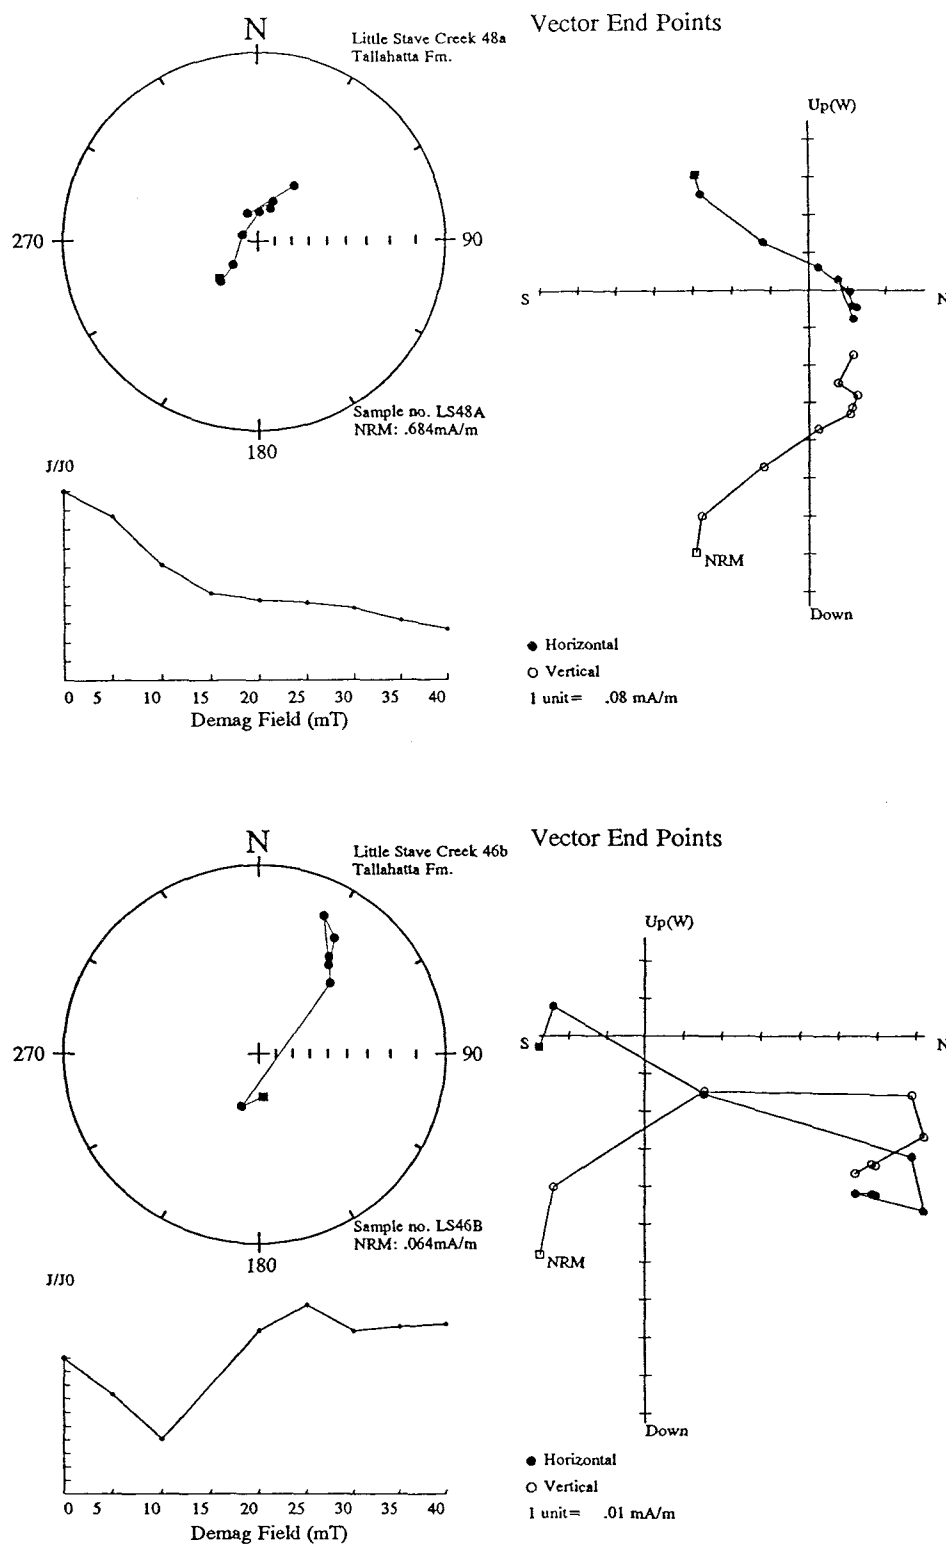 Vector End Points
N
Little Stave Creek 48a
Tallahatta Fm.
270
90
Sample no. LS48A
NRM: .684mA/m
180
Up(W)
S
N
NRM
Down
Horizontal
Vertical
1 unit= .08 mA/m
J/J0
0 5 10 15 20 25 30 35 40
Demag Field (mT)
Vector End Points
N
Little Stave Creek 46b
Tallahatta Fm.
270
90
Sample no. LS46B
NRM: .064mA/m
180
Up(W)
S
N
NRM
Down
Horizontal
Vertical
1 unit= .01 mA/m
J/J0
0 5 10 15 20 25 30 35 40
Demag Field (mT)